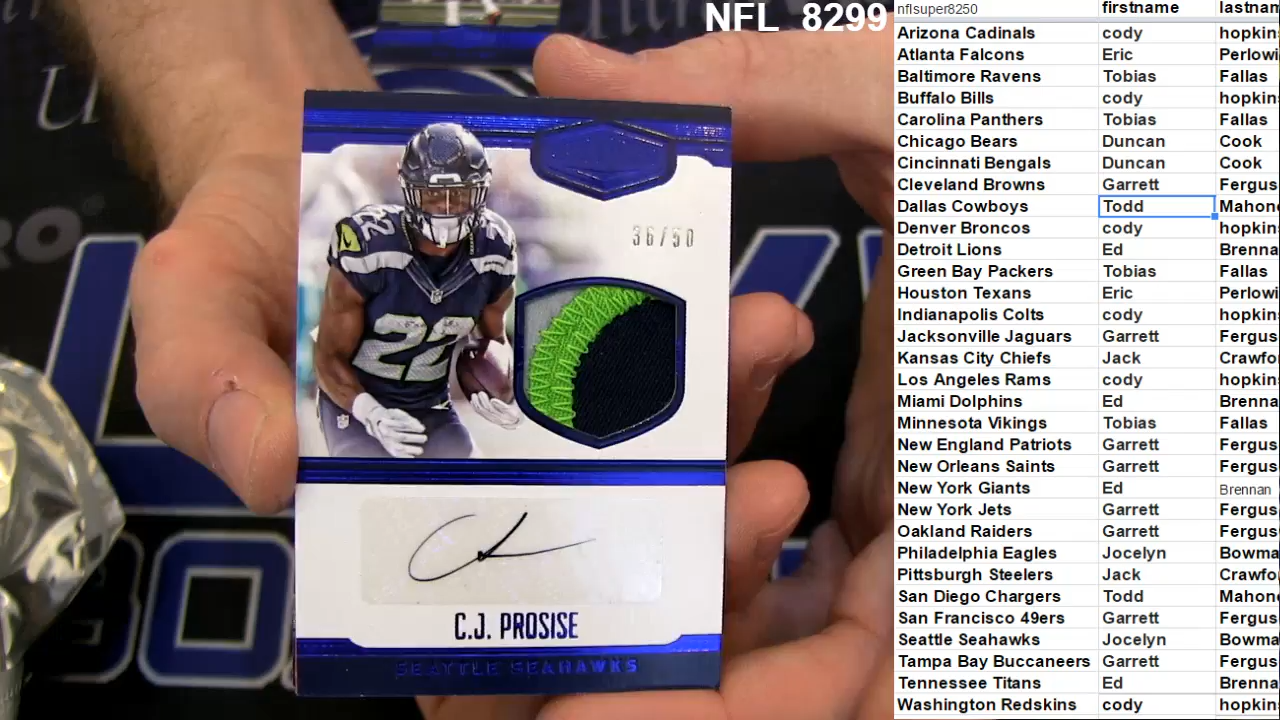 NFL 8299
36/50
22
22
C.J. PROSISE
SEATTLE SEAHAWKS
nflsuper8250 firstname lastnam
Arizona Cadinals cody hopkin
Atlanta Falcons Eric Perlowi
Baltimore Ravens Tobias Fallas
Buffalo Bills cody hopkin
Carolina Panthers Tobias Fallas
Chicago Bears Duncan Cook
Cincinnati Bengals Duncan Cook
Cleveland Browns Garrett Fergus
Dallas Cowboys Todd Mahone
Denver Broncos cody hopkin
Detroit Lions Ed Brenna
Green Bay Packers Tobias Fallas
Houston Texans Eric Perlowi
Indianapolis Colts cody hopkin
Jacksonville Jaguars Garrett Fergus
Kansas City Chiefs Jack Crawfo
Los Angeles Rams cody hopkin
Miami Dolphins Ed Brenna
Minnesota Vikings Tobias Fallas
New England Patriots Garrett Fergus
New Orleans Saints Garrett Fergus
New York Giants Ed Brennan
New York Jets Garrett Fergus
Oakland Raiders Garrett Fergus
Philadelphia Eagles Jocelyn Bowma
Pittsburgh Steelers Jack Crawfo
San Diego Chargers Todd Mahone
San Francisco 49ers Garrett Fergus
Seattle Seahawks Jocelyn Bowma
Tampa Bay Buccaneers Garrett Fergus
Tennessee Titans Ed Brenna
Washington Redskins cody hopkin